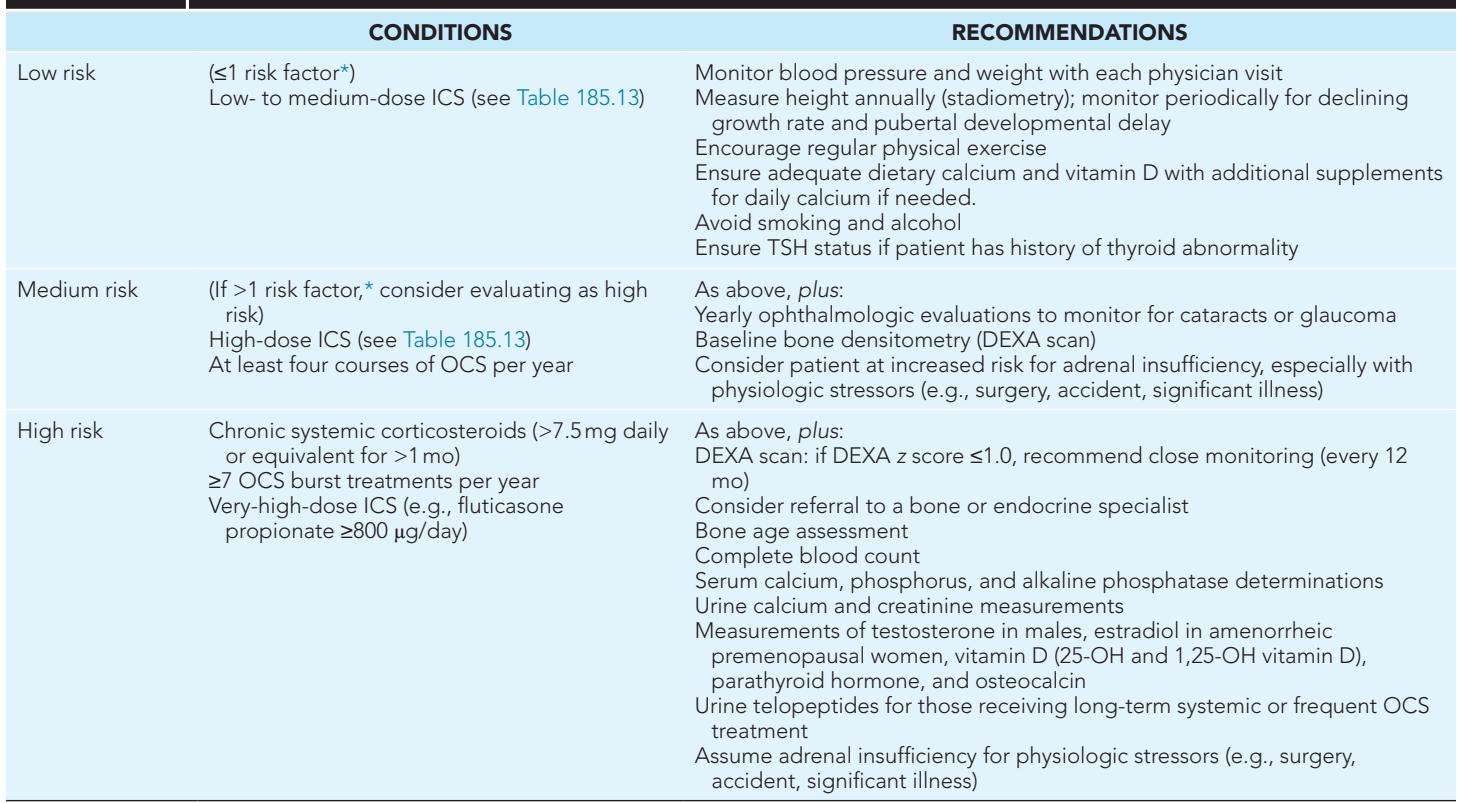 CONDITIONS RECOMMENDATIONS
Low risk
(≤1 risk factor*)
Low- to medium-dose ICS (see Table 185.13)
Monitor blood pressure and weight with each physician visit
Measure height annually (stadiometry); monitor periodically for declining
growth rate and pubertal developmental delay
Encourage regular physical exercise
Ensure adequate dietary calcium and vitamin D with additional supplements
for daily calcium if needed.
Avoid smoking and alcohol
Ensure TSH status if patient has history of thyroid abnormality
Medium risk
(If >1 risk factor,* consider evaluating as high
risk)
High-dose ICS (see Table 185.13)
At least four courses of OCS per year
As above, plus:
Yearly ophthalmologic evaluations to monitor for cataracts or glaucoma
Baseline bone densitometry (DEXA scan)
Consider patient at increased risk for adrenal insufficiency, especially with
physiologic stressors (e.g., surgery, accident, significant illness)
High risk
Chronic systemic corticosteroids (>7.5 mg daily
or equivalent for >1 mo)
≥7 OCS burst treatments per year
Very-high-dose ICS (e.g., fluticasone
propionate ≥800 μg/day)
As above, plus:
DEXA scan: if DEXA z score ≤1.0, recommend close monitoring (every 12
mo)
Consider referral to a bone or endocrine specialist
Bone age assessment
Complete blood count
Serum calcium, phosphorus, and alkaline phosphatase determinations
Urine calcium and creatinine measurements
Measurements of testosterone in males, estradiol in amenorrheic
premenopausal women, vitamin D (25-OH and 1,25-OH vitamin D),
parathyroid hormone, and osteocalcin
Urine telopeptides for those receiving long-term systemic or frequent OCS
treatment
Assume adrenal insufficiency for physiologic stressors (e.g., surgery,
accident, significant illness)